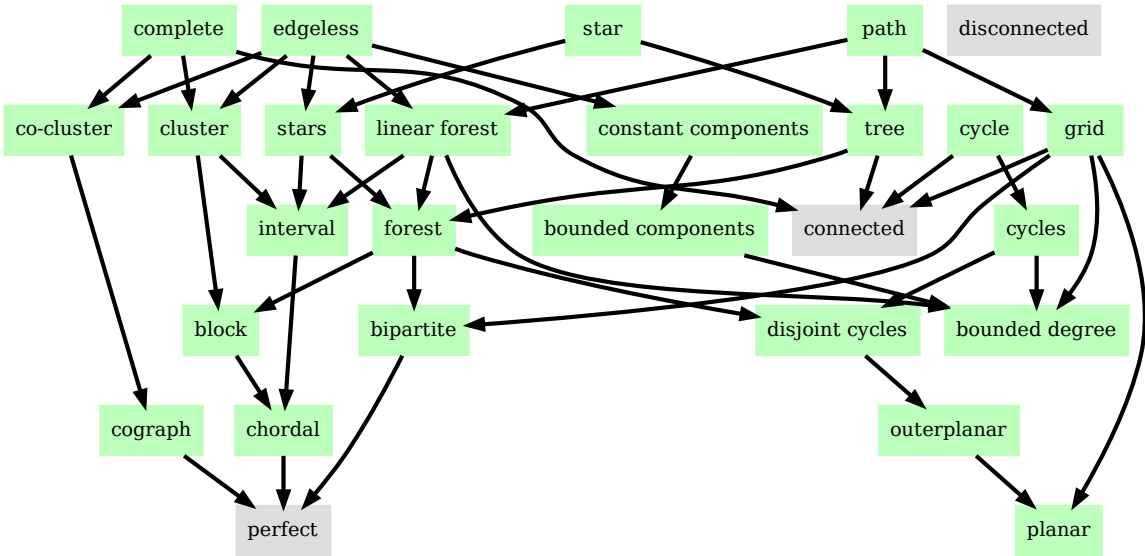 complete
edgeless
star
path
disconnected
co-cluster
cluster
stars
linear forest
constant components
tree
cycle
grid
interval
forest
bounded components
connected
cycles
block
bipartite
disjoint cycles
bounded degree
cograph
chordal
outerplanar
perfect
planar